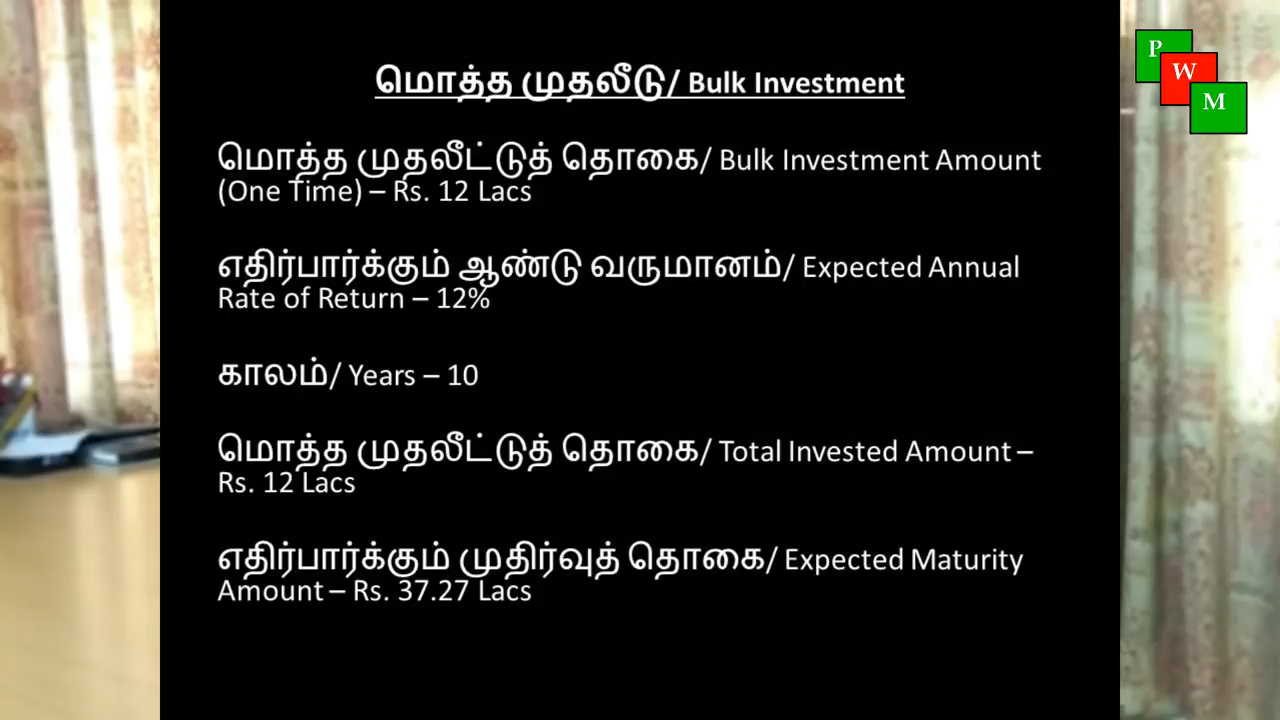 மொத்த முதலீடு/ Bulk Investment
மொத்த முதலீட்டுத் தொகை/ Bulk Investment Amount
(One Time) – Rs. 12 Lacs
எதிர்பார்க்கும் ஆண்டு வருமானம்/ Expected Annual
Rate of Return – 12%
காலம்/ Years – 10
மொத்த முதலீட்டுத் தொகை/ Total Invested Amount –
Rs. 12 Lacs
எதிர்பார்க்கும் முதிர்வுத் தொகை/ Expected Maturity
Amount – Rs. 37.27 Lacs
P
W
M